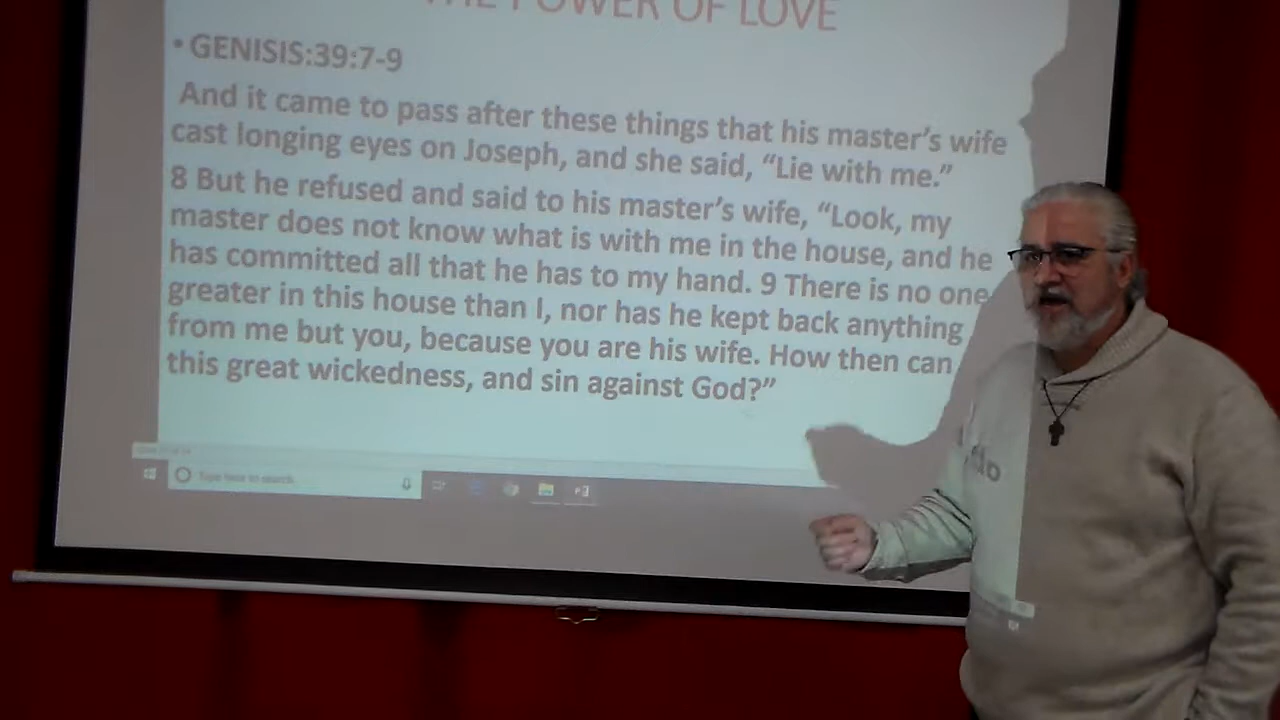 THE POWER OF LOVE
• GENISIS:39:7-9
And it came to pass after these things that his master's wife
cast longing eyes on Joseph, and she said, “Lie with me.”
8 But he refused and said to his master's wife, “Look, my
master does not know what is with me in the house, and he
has committed all that he has to my hand. 9 There is no one
greater in this house than I, nor has he kept back anything
from me but you, because you are his wife. How then can
do
this great wickedness, and sin against God?”
Type here to search